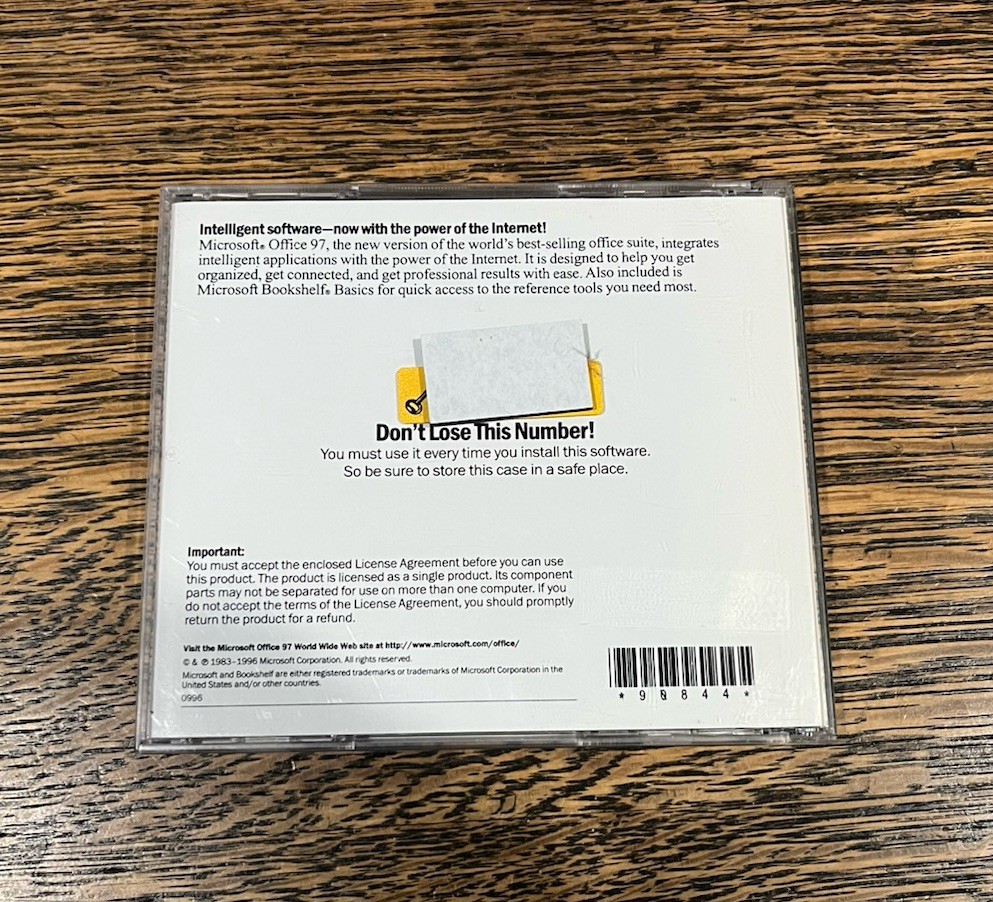 Intelligent software—now with the power of the Internet!
Microsoft® Office 97, the new version of the world's best-selling office suite, integrates
intelligent applications with the power of the Internet. It is designed to help you get
organized, get connected, and get professional results with ease. Also included is
Microsoft Bookshelf® Basics for quick access to the reference tools you need most.
Don't Lose This Number!
You must use it every time you install this software.
So be sure to store this case in a safe place.
Important:
You must accept the enclosed License Agreement before you can use
this product. The product is licensed as a single product. Its component
parts may not be separated for use on more than one computer. If you
do not accept the terms of the License Agreement, you should promptly
return the product for a refund.
Visit the Microsoft Office 97 World Wide Web site at http://www.microsoft.com/office/
© & ℗ 1983–1996 Microsoft Corporation. All rights reserved.
Microsoft and Bookshelf are either registered trademarks or trademarks of Microsoft Corporation in the
United States and/or other countries.
0996
* 9 0 8 4 4 *